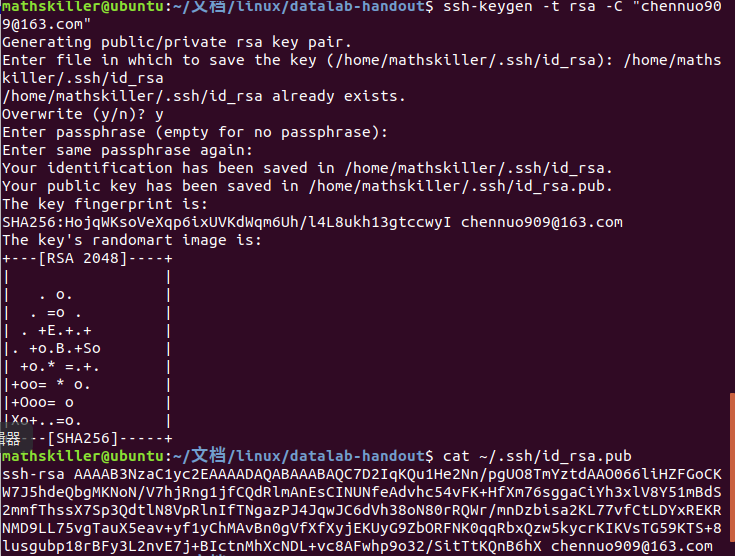 mathskiller@ubuntu:~/文档/linux/datalab-handout$ ssh-keygen -t rsa -C "chennuo90
9@163.com"
Generating public/private rsa key pair.
Enter file in which to save the key (/home/mathskiller/.ssh/id_rsa): /home/maths
killer/.ssh/id_rsa
/home/mathskiller/.ssh/id_rsa already exists.
Overwrite (y/n)? y
Enter passphrase (empty for no passphrase):
Enter same passphrase again:
Your identification has been saved in /home/mathskiller/.ssh/id_rsa.
Your public key has been saved in /home/mathskiller/.ssh/id_rsa.pub.
The key fingerprint is:
SHA256:HojqWKsoVeXqp6ixUVKdWqm6Uh/l4L8ukh13gtccwyI chennuo909@163.com
The key's randomart image is:
+---[RSA 2048]----+
|                 |
|   . o.          |
|  . =o .         |
| . +E.+.+        |
|. +o.B.+So       |
| +o.* =.+.       |
|+oo= * o.        |
|+Ooo= o          |
|Xo+..=o.         |
辑器 --[SHA256]-----+
mathskiller@ubuntu:~/文档/linux/datalab-handout$ cat ~/.ssh/id_rsa.pub
ssh-rsa AAAAB3NzaC1yc2EAAAADAQABAAABAQC7D2IqKQu1He2Nn/pgUO8TmYztdAAO066liHZFGoCK
W7J5hdeQbgMKNoN/V7hjRng1jfCQdRlmAnEsCINUNfeAdvhc54vFK+HfXm76sggaCiYh3xlV8Y51mBdS
2mmfThssX7Sp3QdtlN8VpRlnIfTNgazPJ4JqwJC6dVh38oN80rRQWr/mnDzbisa2KL77vfCtLDYxREKR
NMD9LL75vgTauX5eav+yf1yChMAvBn0gVfXfXyjEKUyG9ZbORFNK0qqRbxQzw5kycrKIKVsTG59KTS+8
lusgubp18rBFy3L2nvE7j+BIctnMhXcNDL+vc8AFwhp9o32/SitTtKQnB6hX chennuo909@163.com